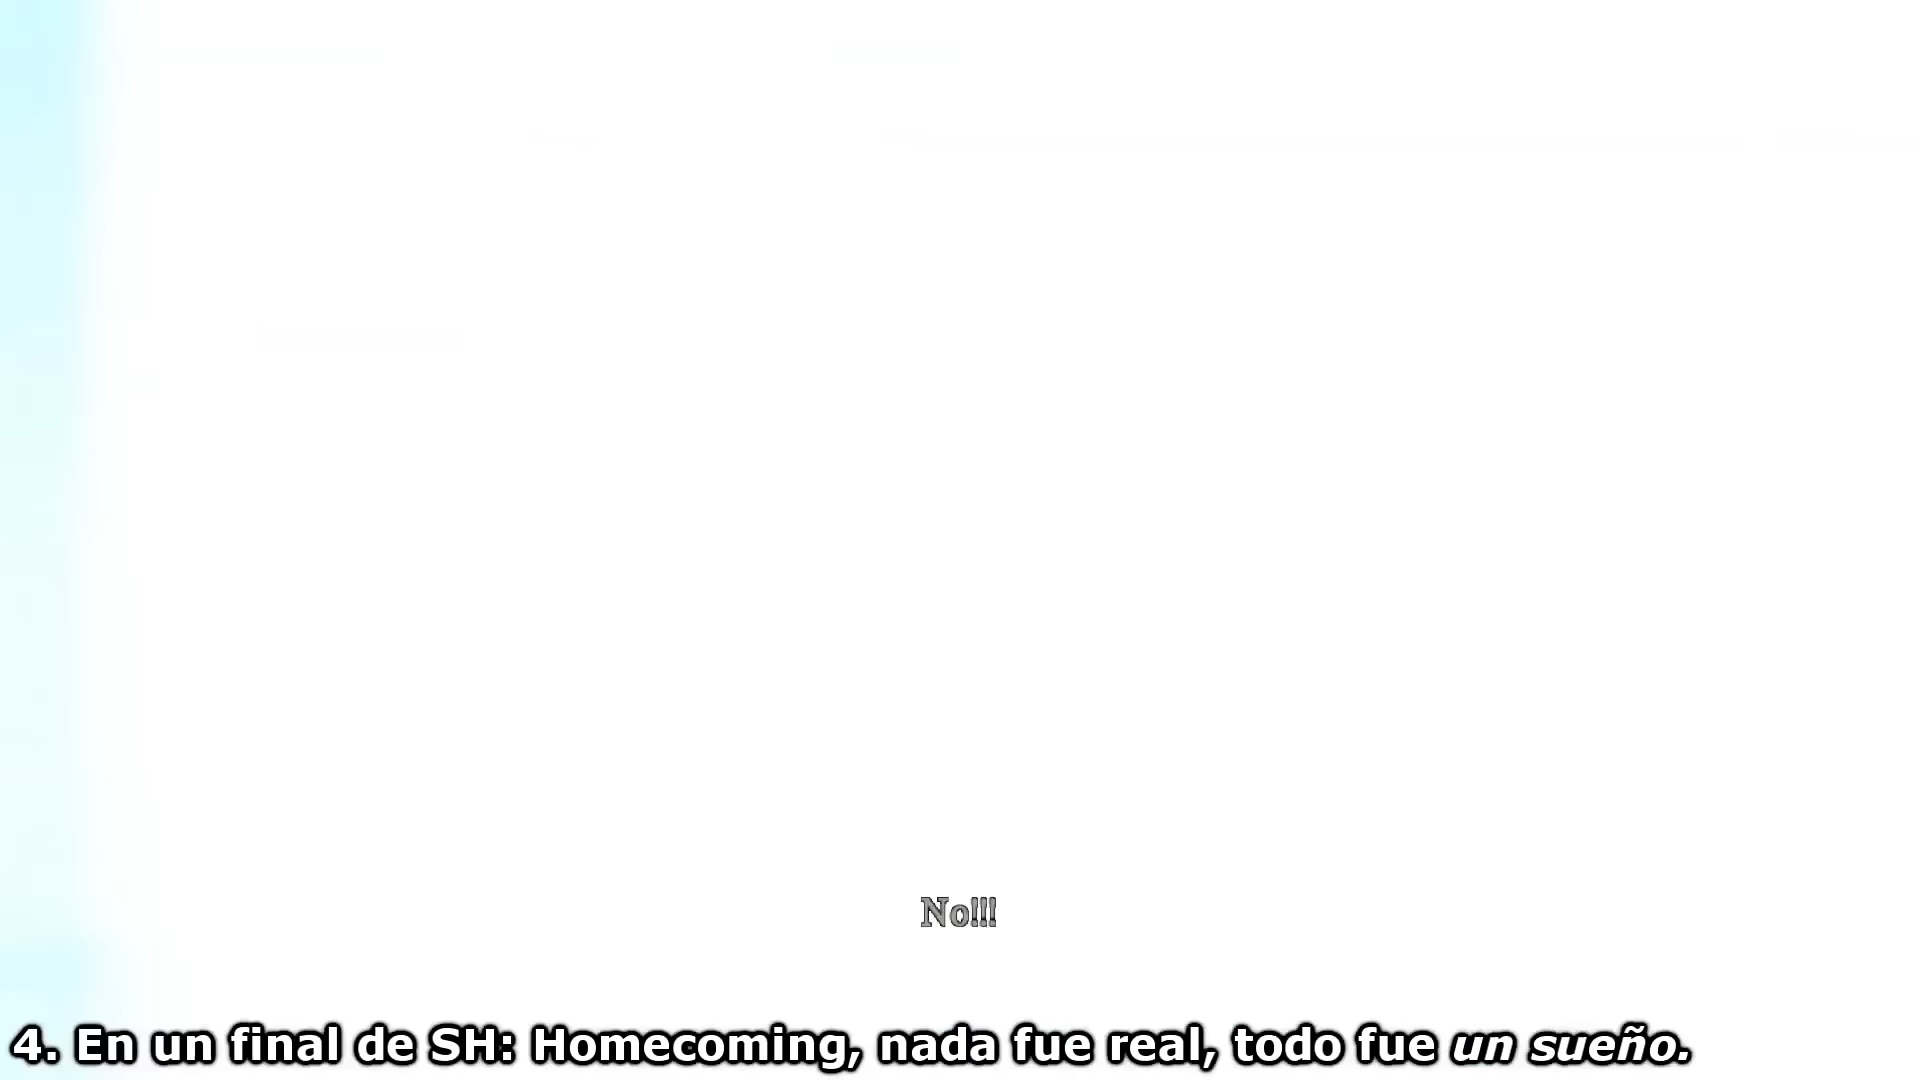 No!!!
4. En un final de SH: Homecoming, nada fue real, todo fue un sueño.